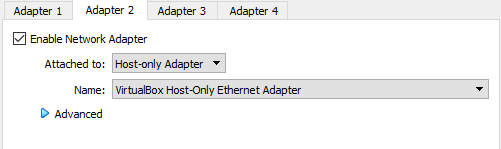 Adapter 1 Adapter 2 Adapter 3 Adapter 4
Enable Network Adapter
Attached to: Host-only Adapter
Name: VirtualBox Host-Only Ethernet Adapter
Advanced